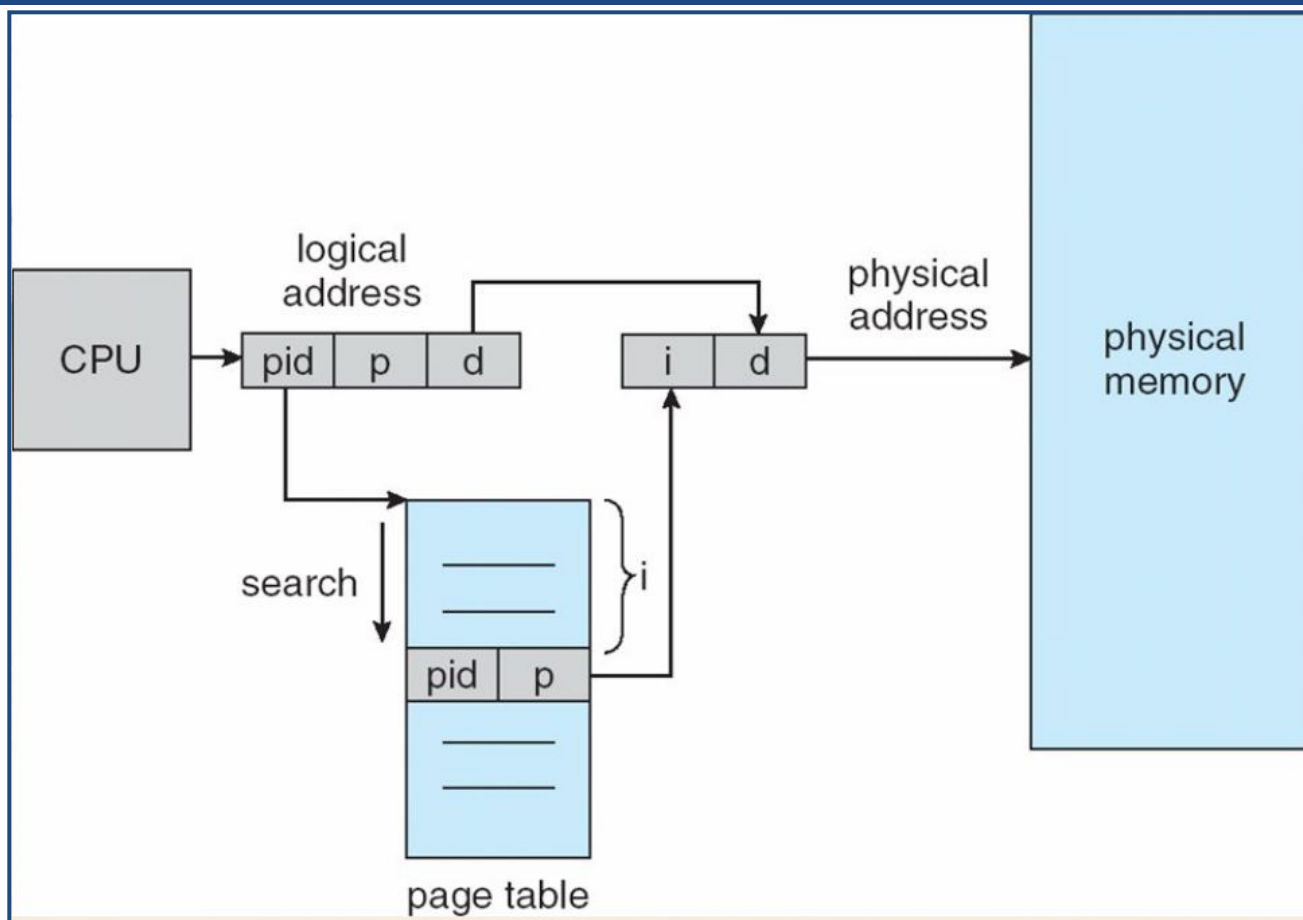 logical
address
CPU
pid p d
i d
physical
address
physical
memory
search
i
pid p
page table